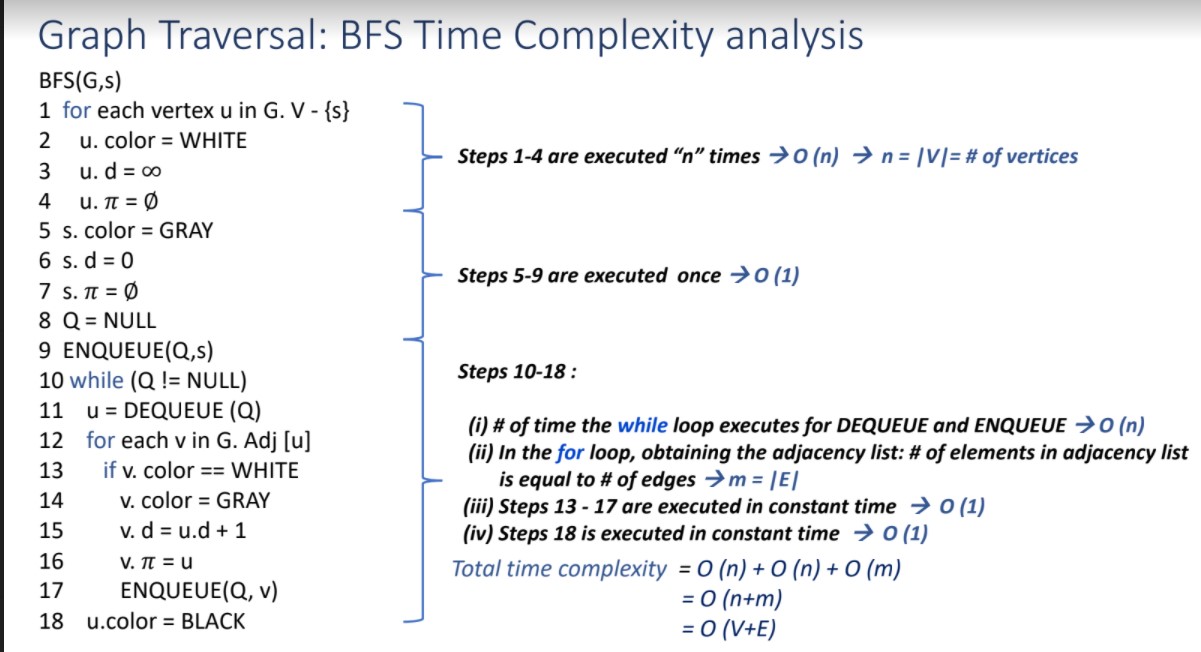 Graph Traversal: BFS Time Complexity analysis
BFS(G,s)
1 for each vertex u in G. V - {s}
2 u. color = WHITE
3 u. d = ∞
4 u. π = Ø
5 s. color = GRAY
6 s. d = 0
7 s. π = Ø
8 Q = NULL
9 ENQUEUE(Q,s)
10 while (Q != NULL)
11 u = DEQUEUE (Q)
12 for each v in G. Adj [u]
13 if v. color == WHITE
14 v. color = GRAY
15 v. d = u.d + 1
16 v. π = u
17 ENQUEUE(Q, v)
18 u.color = BLACK
Steps 1-4 are executed “n” times → O (n) → n = |V|= # of vertices
Steps 5-9 are executed once → O (1)
Steps 10-18 :
(i) # of time the while loop executes for DEQUEUE and ENQUEUE → O (n)
(ii) In the for loop, obtaining the adjacency list: # of elements in adjacency list
is equal to # of edges → m = |E|
(iii) Steps 13 - 17 are executed in constant time → O (1)
(iv) Steps 18 is executed in constant time → O (1)
Total time complexity = O (n) + O (n) + O (m)
= O (n+m)
= O (V+E)